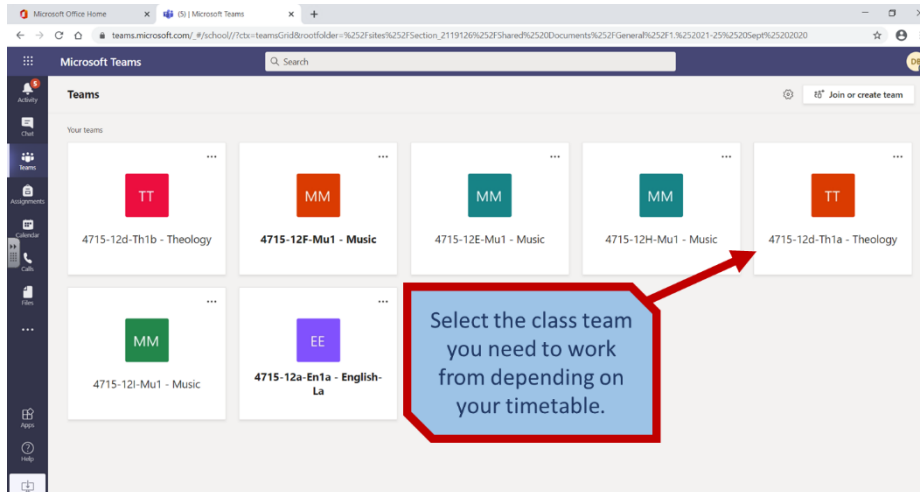 Microsoft Office Home
(5) | Microsoft Teams
teams.microsoft.com/_#/school//?ctx=teamsGrid&rootfolder=%252Fsites%252FSection_2119126%252FShared%2520Documents%252FGeneral%252F1.%252021-25%2520Sept%25202020
Microsoft Teams
Search
5
Activity
Chat
Teams
Assignments
Calendar
Calls
Files
Apps
Help
Teams
Join or create team
Your teams
TT
4715-12d-Th1b - Theology
MM
4715-12F-Mu1 - Music
MM
4715-12E-Mu1 - Music
MM
4715-12H-Mu1 - Music
TT
4715-12d-Th1a - Theology
MM
4715-12I-Mu1 - Music
EE
4715-12a-En1a - English-
La
Select the class team
you need to work
from depending on
your timetable.